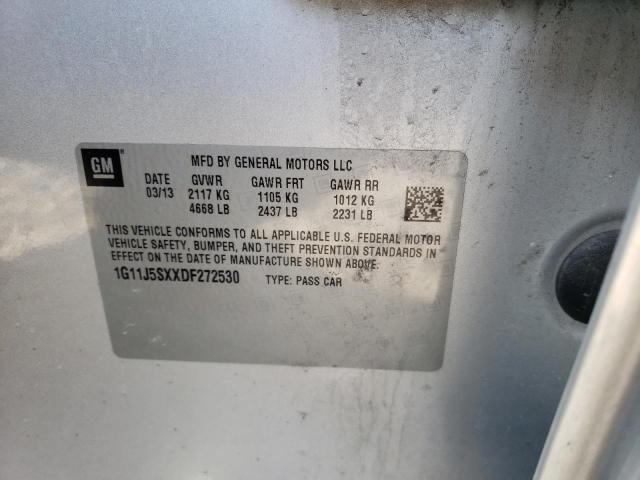 GM MFD BY GENERAL MOTORS LLC
DATE GVWR GAWR FRT GAWR RR
03/13 2117 KG 1105 KG 1012 KG
4668 LB 2437 LB 2231 LB
THIS VEHICLE CONFORMS TO ALL APPLICABLE U.S. FEDERAL MOTOR
VEHICLE SAFETY, BUMPER, AND THEFT PREVENTION STANDARDS IN
EFFECT ON THE DATE OF MANUFACTURE SHOWN ABOVE.
1G11J5SXXDF272530 TYPE: PASS CAR